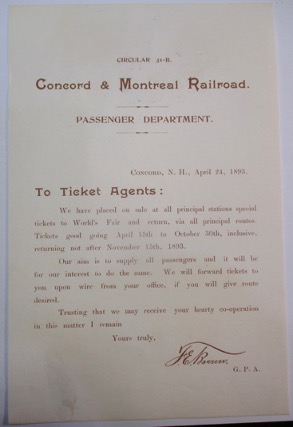 CIRCULAR 31-B.
Concord & Montreal Railroad.
PASSENGER DEPARTMENT.
CONCORD, N. H., April 24, 1893.
To Ticket Agents:
We have placed on sale at all principal stations special
tickets to World's Fair and return, via all principal routes.
Tickets good going April 15th to October 30th, inclusive,
returning not after November 15th, 1893.
Our aim is to supply all passengers and it will be
for our interest to do the same. We will forward tickets to
you upon wire from your office, if you will give route
desired.
Trusting that we may receive your hearty co-operation
in this matter I remain
Yours truly,
F. E. Brown
G. P. A.